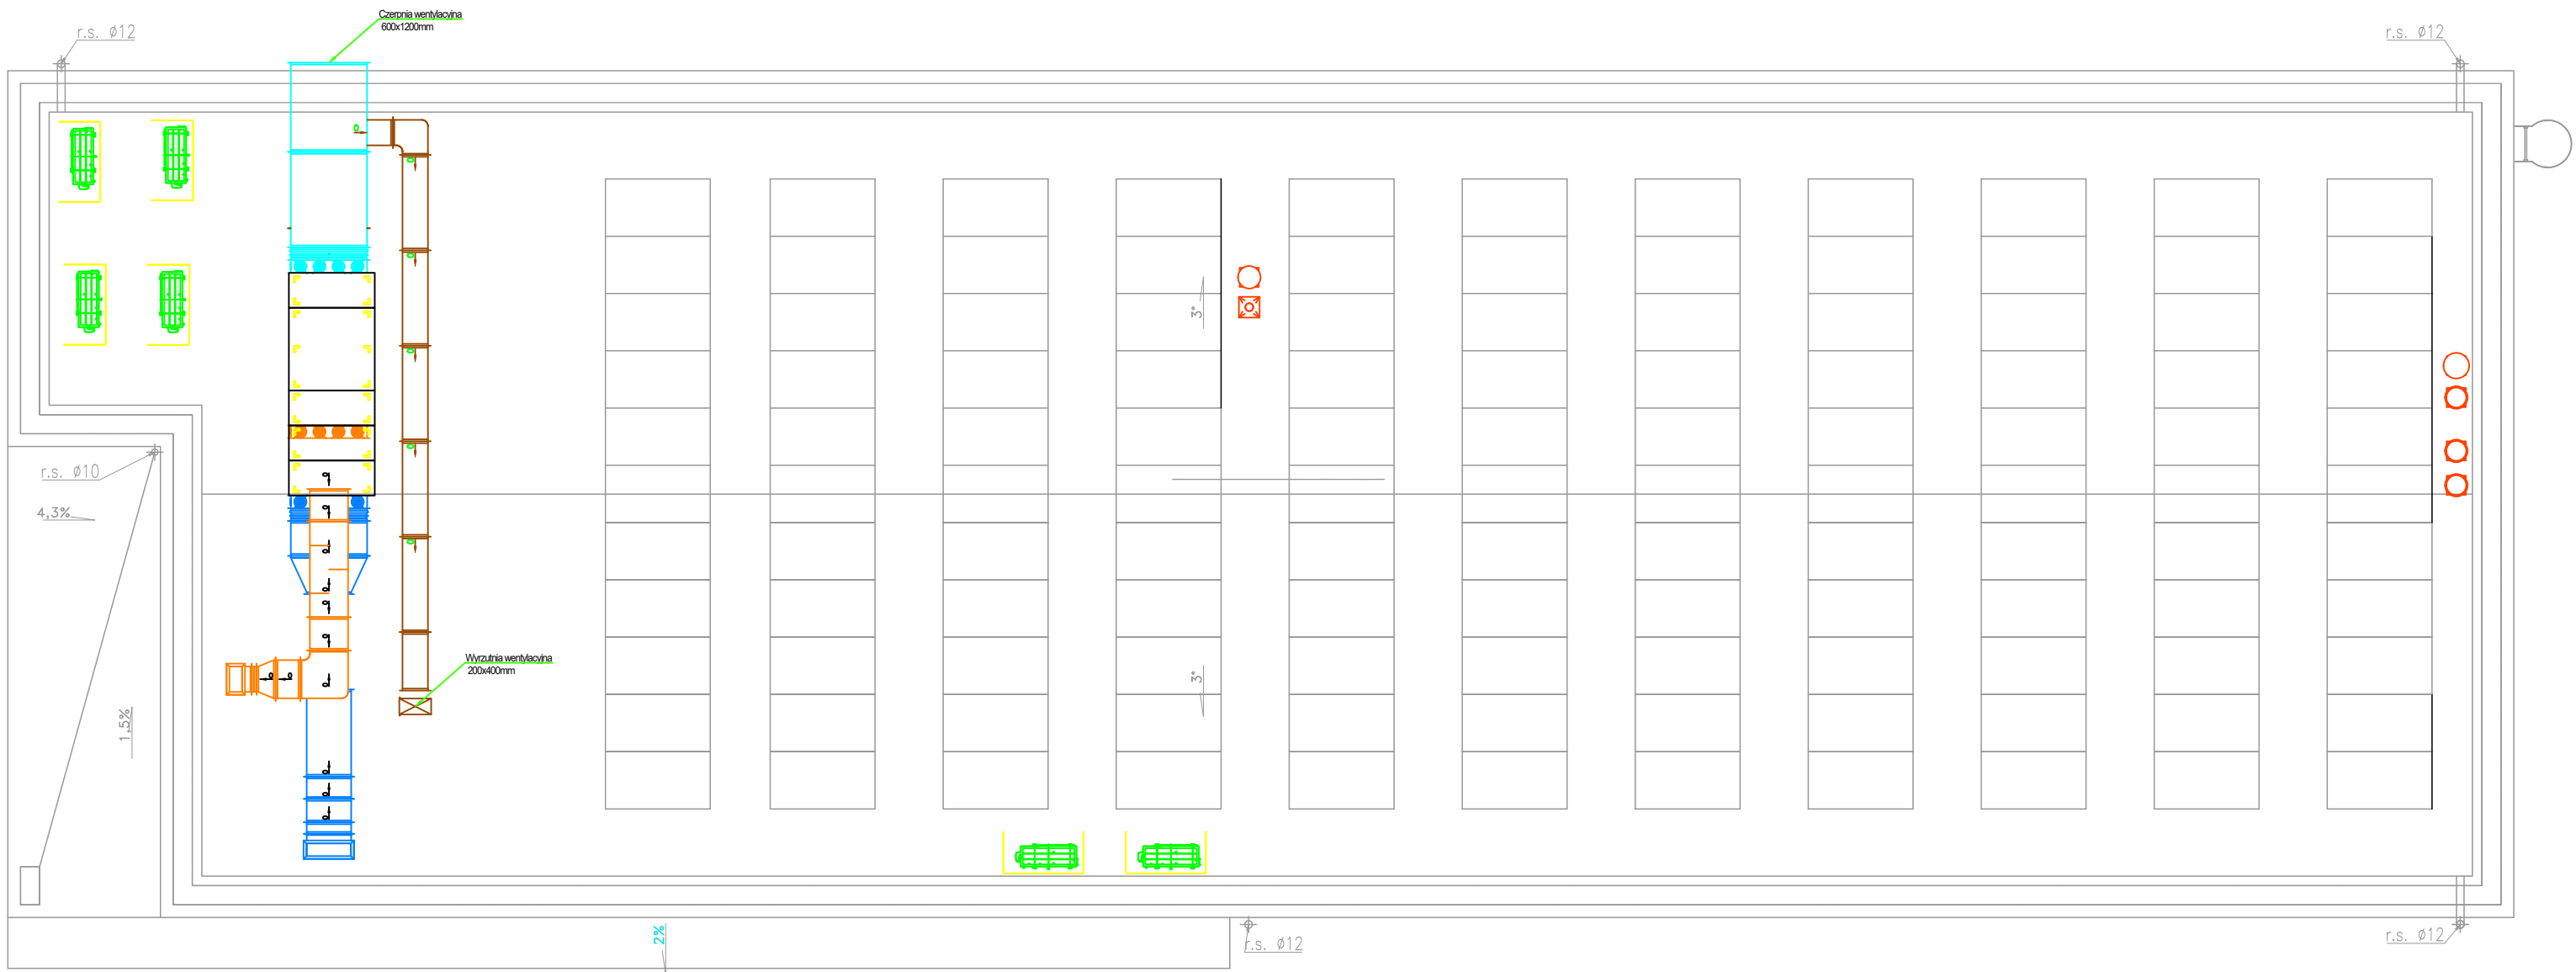 Czerpnia wentylacyjna
600x1200mm
r.s. Ø12
r.s. Ø12
3°
r.s. Ø10
4,3%
Wyrzutnia wentylacyjna
200x400mm
3°
1,5%
2%
r.s. Ø12
r.s. Ø12